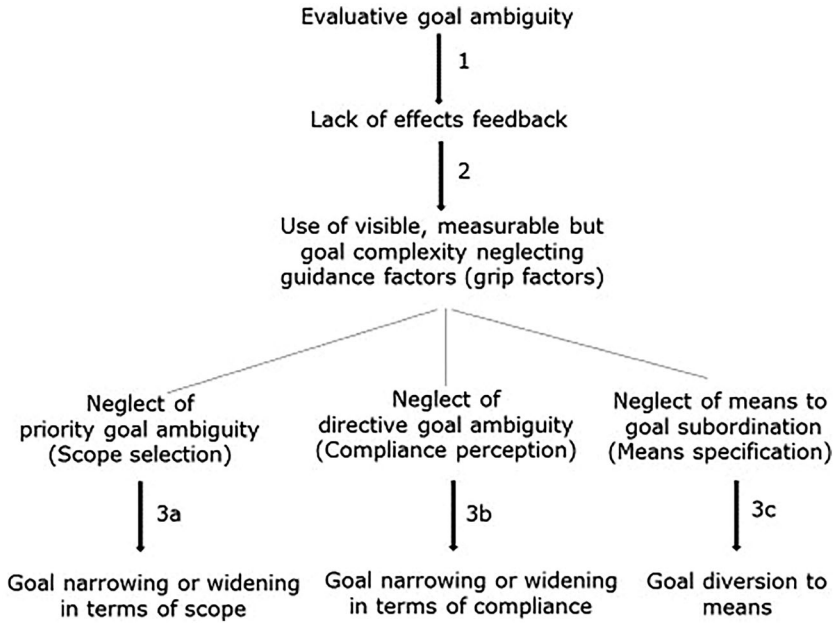 Evaluative goal ambiguity
1
Lack of effects feedback
2
Use of visible, measurable but
goal complexity neglecting
guidance factors (grip factors)
Neglect of
priority goal ambiguity
(Scope selection)
Neglect of
directive goal ambiguity
(Compliance perception)
Neglect of means to
goal subordination
(Means specification)
3a
3b
3c
Goal narrowing or widening
in terms of scope
Goal narrowing or widening
in terms of compliance
Goal diversion to
means